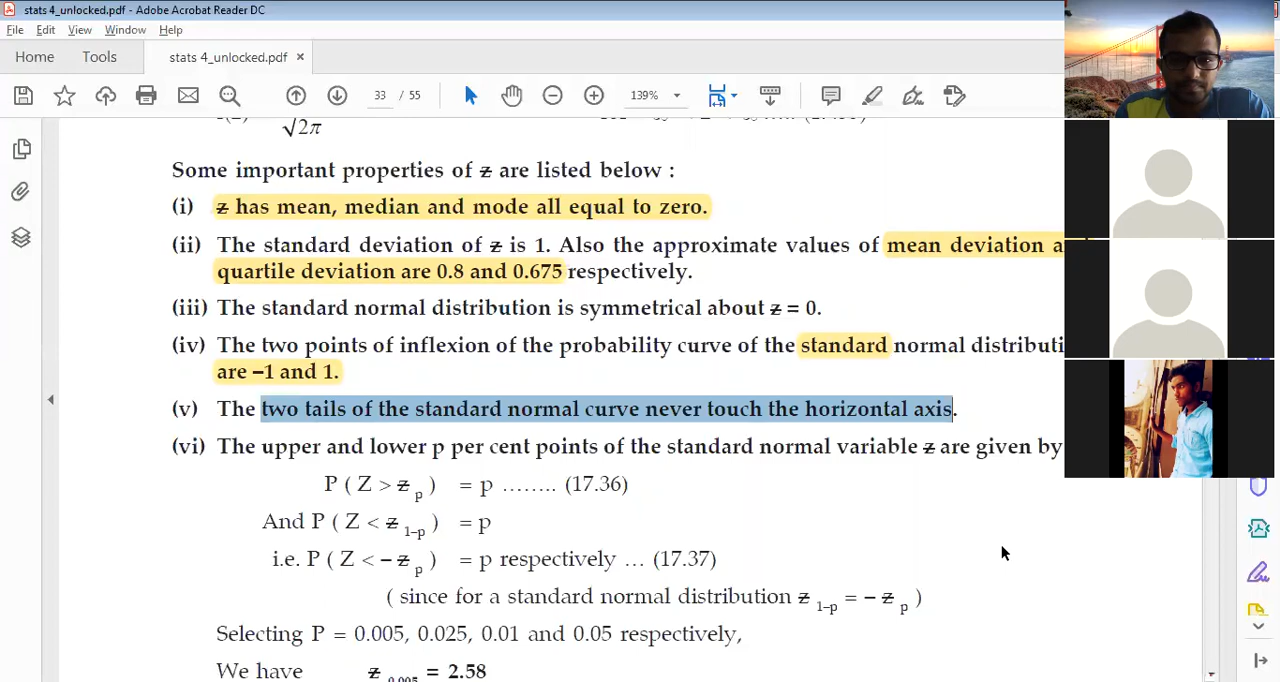 stats 4_unlocked.pdf - Adobe Acrobat Reader DC
File Edit View Window Help
Home Tools stats 4_unlocked.pdf ×
33 / 55 139%
√2π
Some important properties of z are listed below :
(i) z has mean, median and mode all equal to zero.
(ii) The standard deviation of z is 1. Also the approximate values of mean deviation
quartile deviation are 0.8 and 0.675 respectively.
(iii) The standard normal distribution is symmetrical about z = 0.
(iv) The two points of inflexion of the probability curve of the standard normal
are –1 and 1.
(v) The two tails of the standard normal curve never touch the horizontal axis.
(vi) The upper and lower p per cent points of the standard normal variable z are given by
P ( Z > z p ) = p …….. (17.36)
And P ( Z < z 1–p ) = p
i.e. P ( Z < – z p ) = p respectively … (17.37)
( since for a standard normal distribution z 1–p = – z p )
Selecting P = 0.005, 0.025, 0.01 and 0.05 respectively,
We have z 0.005 = 2.58